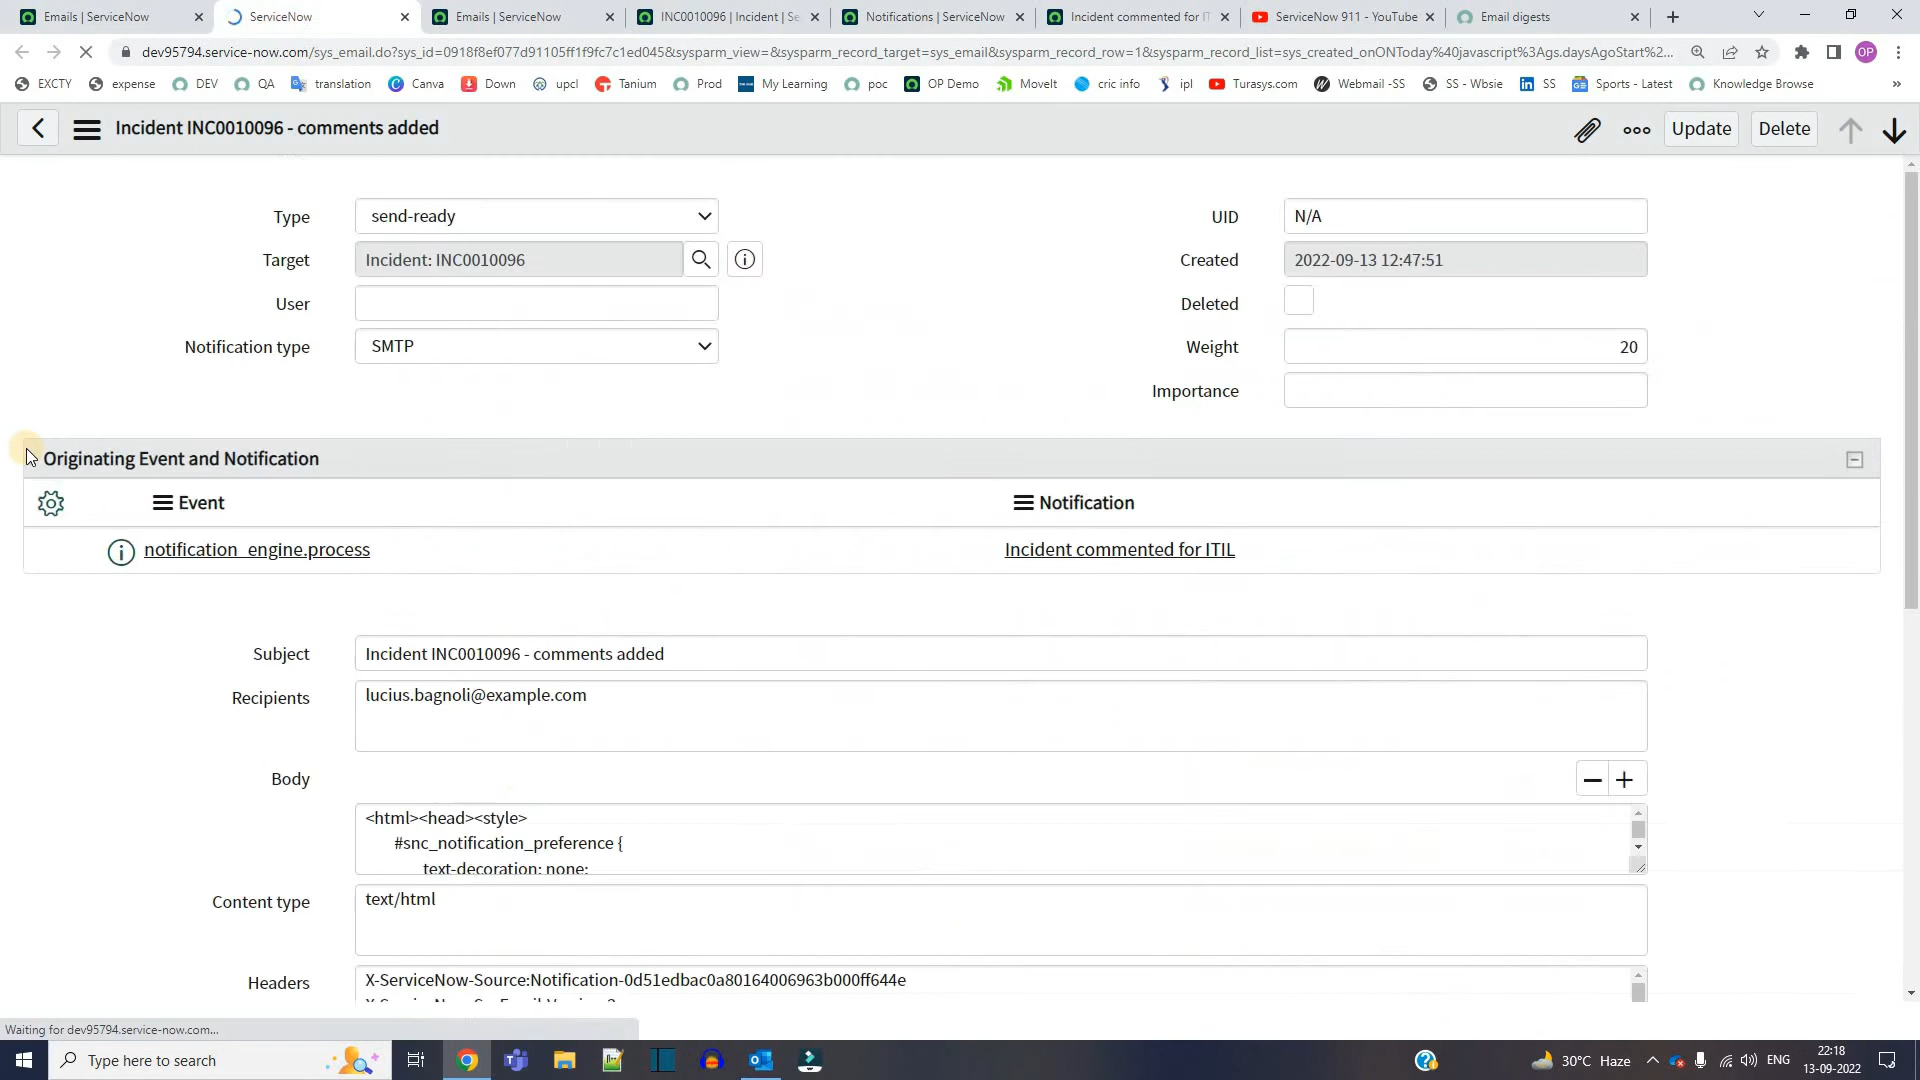 Emails | ServiceNow
ServiceNow
Emails | ServiceNow
INC0010096 | Incident | Se
Notifications | ServiceNow
Incident commented for IT
ServiceNow 911 - YouTube
Email digests
dev95794.service-now.com/sys_email.do?sys_id=0918f8ef077d91105ff1f9fc7c1ed045&sysparm_view=&sysparm_record_target=sys_email&sysparm_record_row=1&sysparm_record_list=sys_created_onONToday%40javascript%3Ags.daysAgoStart%2...
OP
EXCTY
expense
DEV
QA
translation
Canva
Down
upcl
Tanium
Prod
My Learning
poc
OP Demo
MoveIt
cric info
ipl
Turasys.com
Webmail -SS
SS - Wbsie
SS
Sports - Latest
Knowledge Browse
Incident INC0010096 - comments added
Update
Delete
Type
send-ready
UID
N/A
Target
Incident: INC0010096
Created
2022-09-13 12:47:51
User
Deleted
Notification type
SMTP
Weight
20
Importance
Originating Event and Notification
Event
Notification
notification_engine.process
Incident commented for ITIL
Subject
Incident INC0010096 - comments added
Recipients
lucius.bagnoli@example.com
Body
<html><head><style>
#snc_notification_preference {
text-decoration: none;
Content type
text/html
Headers
X-ServiceNow-Source:Notification-0d51edbac0a80164006963b000ff644e
Waiting for dev95794.service-now.com...
Type here to search
30°C Haze
ENG
22:18
13-09-2022